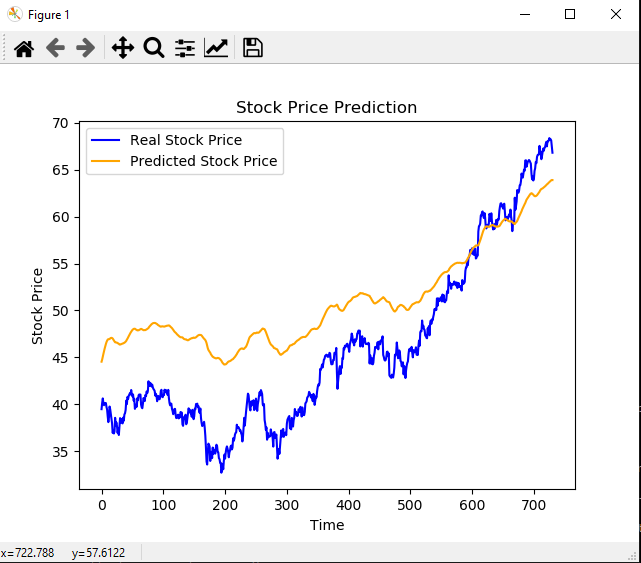 Figure 1
Stock Price Prediction
Real Stock Price
Predicted Stock Price
Stock Price
70
65
60
55
50
45
40
35
0 100 200 300 400 500 600 700
Time
x=722.788 y=57.6122